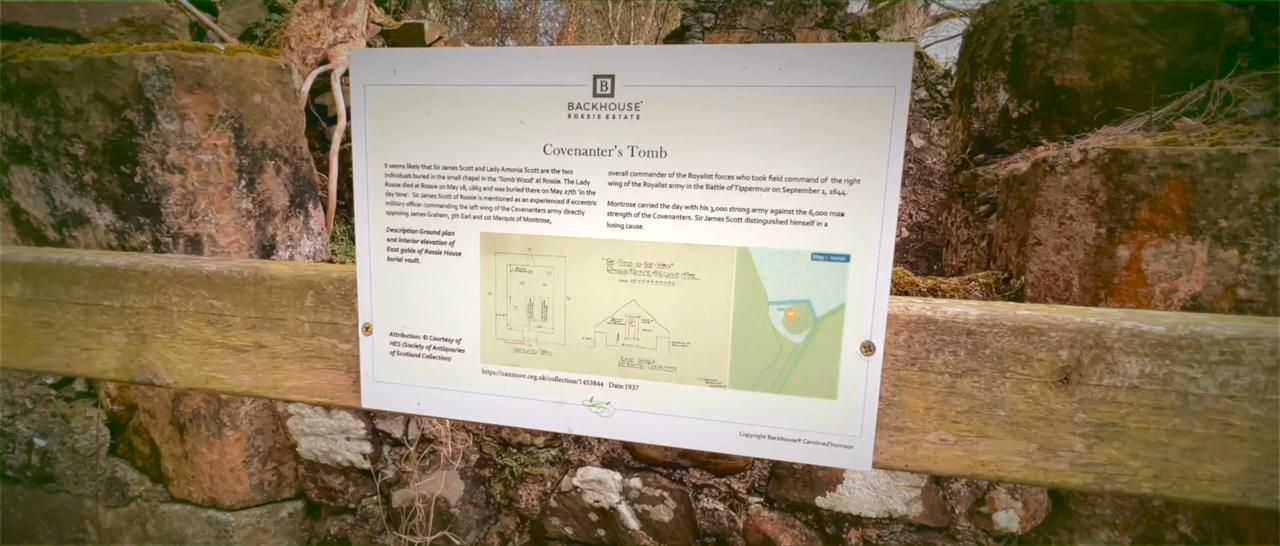 B
BACKHOUSE®
ROSSIE ESTATE
Covenanter's Tomb
It seems likely that Sir James Scott and Lady Antonia Scott are the two
individuals buried in the small chapel in the 'Tomb Wood' at Rossie. The Lady
Rossie died at Rossie on May 18, 1663 and was buried there on May 27th 'in the
day time'. Sir James Scott of Rossie is mentioned as an experienced if eccentric
military officer commanding the left wing of the Covenanters army directly
opposing James Graham, 5th Earl and 1st Marquis of Montrose,
overall commander of the Royalist forces who took field command of the right
wing of the Royalist army in the Battle of Tippermuir on September 1, 1644.
Montrose carried the day with his 3,000 strong army against the 6,000 man
strength of the Covenanters. Sir James Scott distinguished himself in a
losing cause.
Description Ground plan
and interior elevation of
East gable of Rossie House
burial vault.
Attribution: © Courtesy of
HES (Society of Antiquaries
of Scotland Collection)
Map | Aerial
https://canmore.org.uk/collection/1453844 Date:1937
Copyright Backhouse® CarolineThomson